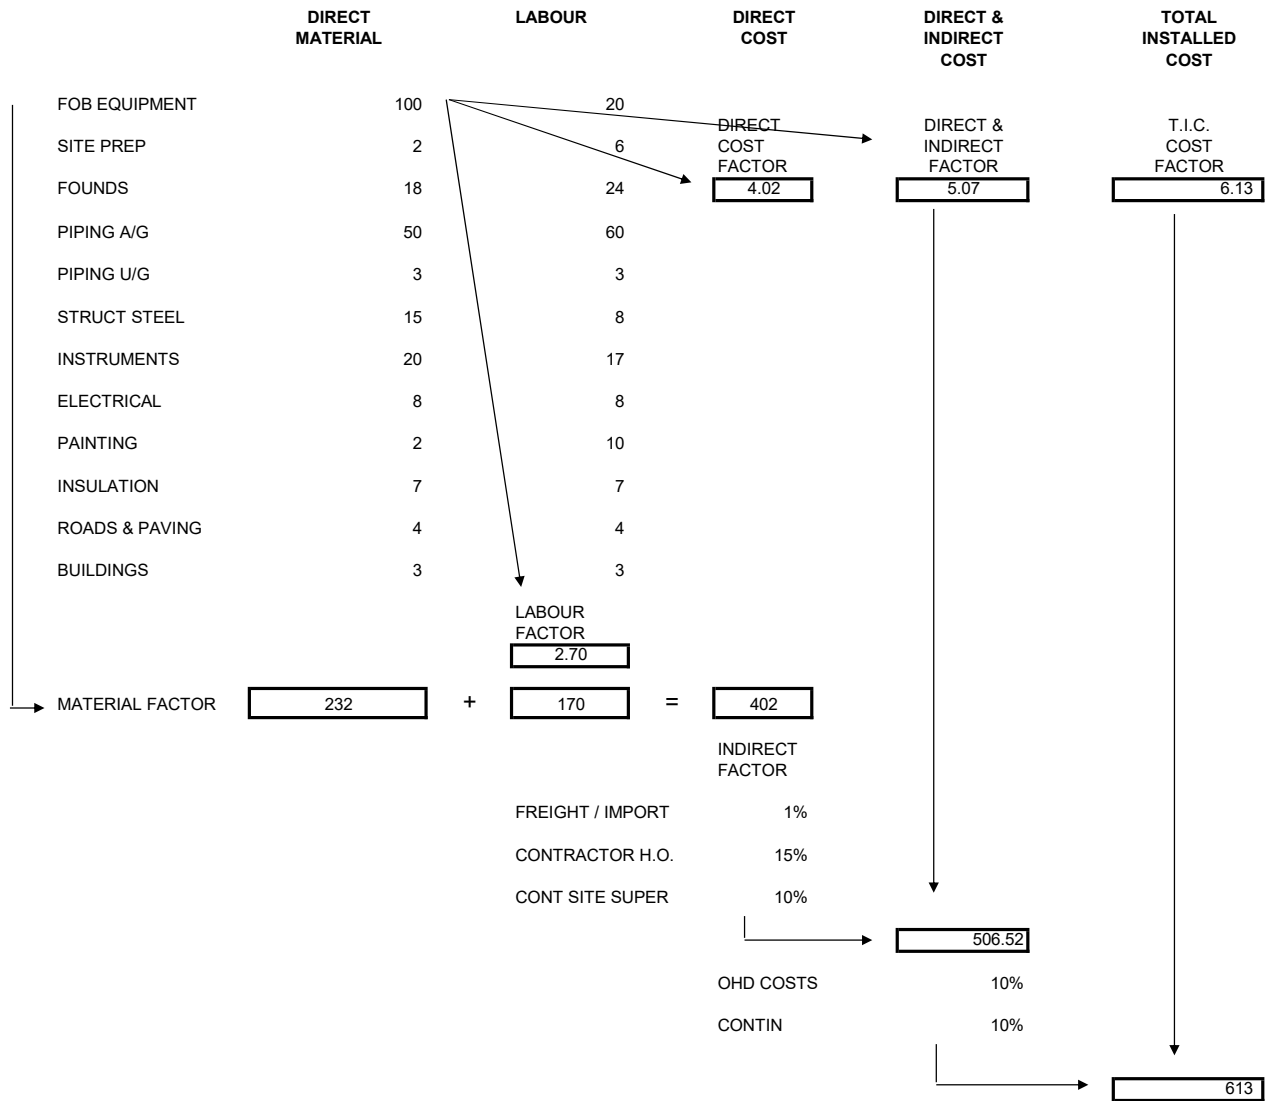 DIRECT MATERIAL LABOUR DIRECT COST DIRECT & INDIRECT COST TOTAL INSTALLED COST
FOB EQUIPMENT 100 20
DIRECT COST FACTOR DIRECT & INDIRECT FACTOR T.I.C. COST FACTOR
SITE PREP 2 6
FOUNDS 18 24 4.02 5.07 6.13
PIPING A/G 50 60
PIPING U/G 3 3
STRUCT STEEL 15 8
INSTRUMENTS 20 17
ELECTRICAL 8 8
PAINTING 2 10
INSULATION 7 7
ROADS & PAVING 4 4
BUILDINGS 3 3
LABOUR
FACTOR
2.70
MATERIAL FACTOR 232 + 170 = 402
INDIRECT
FACTOR
FREIGHT / IMPORT 1%
CONTRACTOR H.O. 15%
CONT SITE SUPER 10%
506.52
OHD COSTS 10%
CONTIN 10%
613